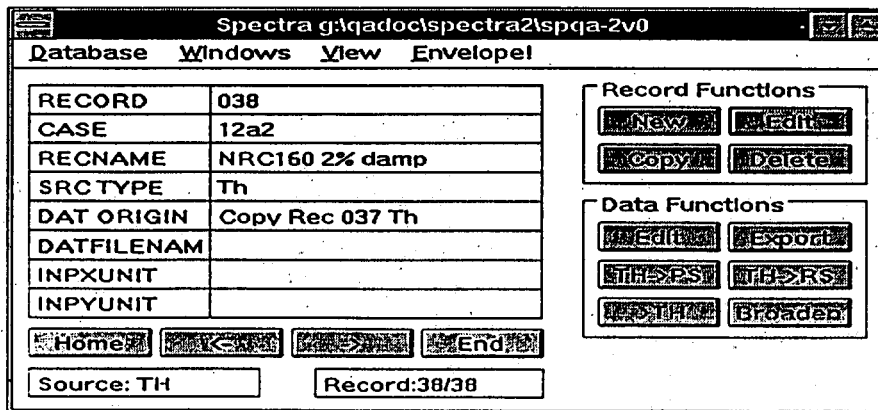 Spectra g:\qadoc\spectra2\spqa-2v0
Database Windows View Envelope!
RECORD 038
CASE 12a2
RECNAME NRC160 2% damp
SRCTYPE Th
DAT ORIGIN Copy Rec 037 Th
DATFILENAM
INPXUNIT
INPYUNIT
Home <- -> End
Source: TH Record:38/38
Record Functions
New Edit
Copy Delete
Data Functions
Edit Export
TH->PS TH->RS
->TH Broaden